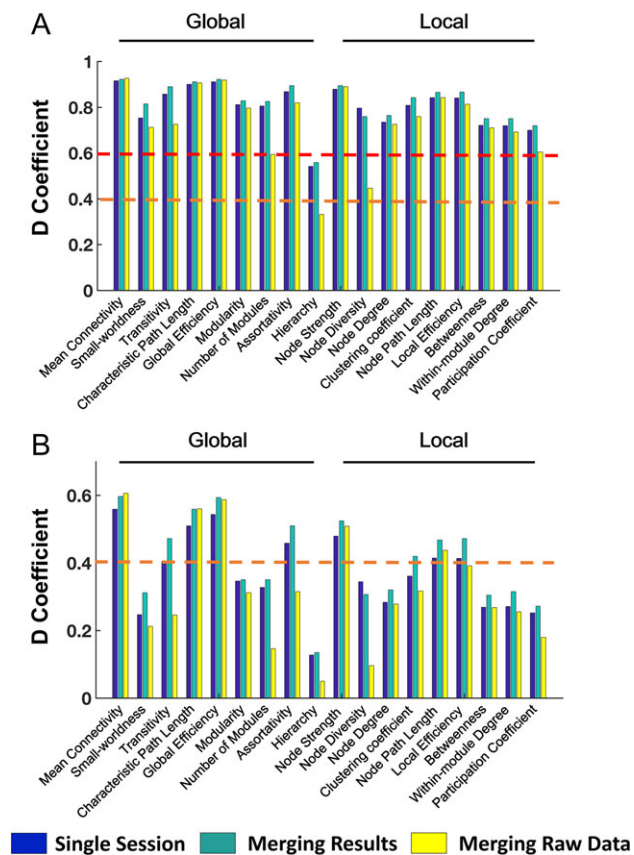 A
Global
Local
D Coefficient
1
0.8
0.6
0.4
0.2
0
Mean Connectivity
Small-worldness
Transitivity
Characteristic Path Length
Global Efficiency
Modularity
Number of Modules
Assortativity
Hierarchy
Node Strength
Node Diversity
Node Degree
Clustering coefficient
Node Path Length
Local Efficiency
Betweenness
Within-module Degree
Participation Coefficient
B
Global
Local
D Coefficient
0.6
0.4
0.2
0
Mean Connectivity
Small-worldness
Transitivity
Characteristic Path Length
Global Efficiency
Modularity
Number of Modules
Assortativity
Hierarchy
Node Strength
Node Diversity
Node Degree
Clustering coefficient
Node Path Length
Local Efficiency
Betweenness
Within-module Degree
Participation Coefficient
Single Session
Merging Results
Merging Raw Data